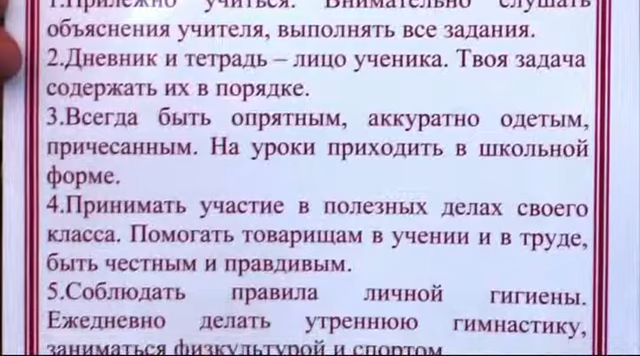 1.Прилежно учиться. Внимательно слушать
объяснения учителя, выполнять все задания.
2.Дневник и тетрадь – лицо ученика. Твоя задача
содержать их в порядке.
3.Всегда быть опрятным, аккуратно одетым,
причесанным. На уроки приходить в школьной
форме.
4.Принимать участие в полезных делах своего
класса. Помогать товарищам в учении и в труде,
быть честным и правдивым.
5.Соблюдать правила личной гигиены.
Ежедневно делать утреннюю гимнастику,
заниматься физкультурой и спортом